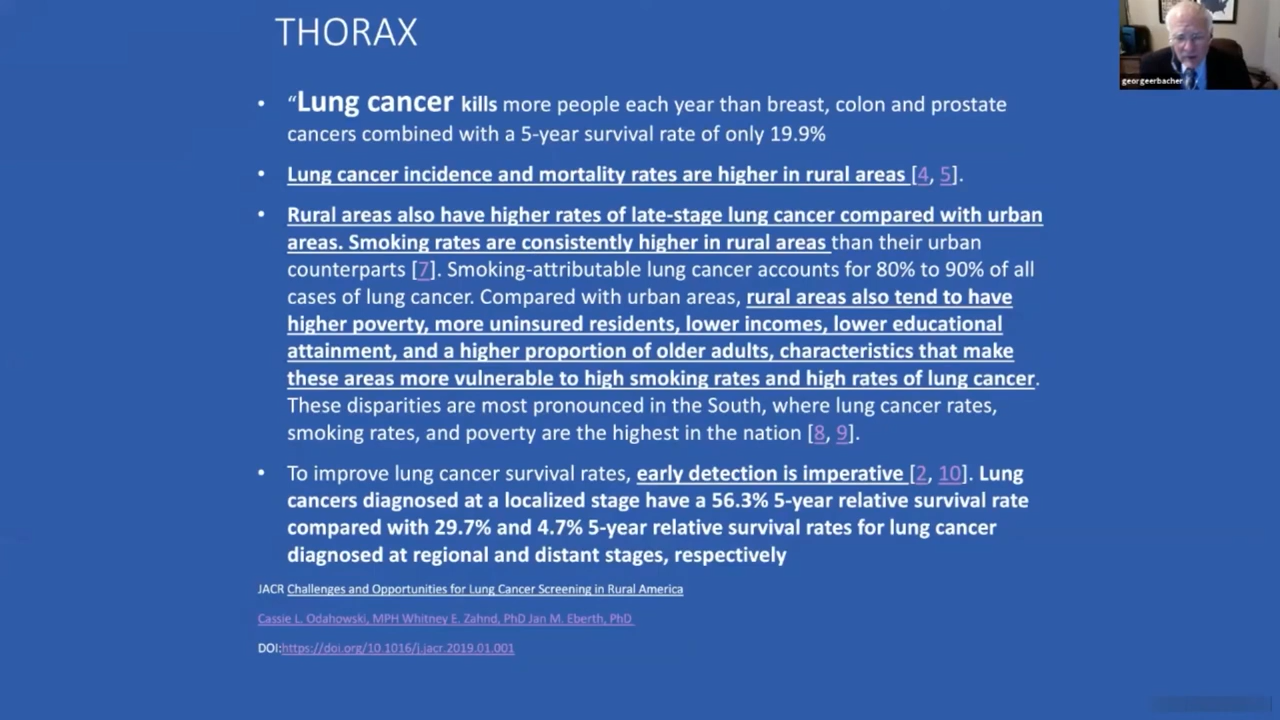 THORAX
georgeerbacher
• “Lung cancer kills more people each year than breast, colon and prostate
cancers combined with a 5-year survival rate of only 19.9%
• Lung cancer incidence and mortality rates are higher in rural areas [4, 5].
• Rural areas also have higher rates of late-stage lung cancer compared with urban
areas. Smoking rates are consistently higher in rural areas than their urban
counterparts [7]. Smoking-attributable lung cancer accounts for 80% to 90% of all
cases of lung cancer. Compared with urban areas, rural areas also tend to have
higher poverty, more uninsured residents, lower incomes, lower educational
attainment, and a higher proportion of older adults, characteristics that make
these areas more vulnerable to high smoking rates and high rates of lung cancer.
These disparities are most pronounced in the South, where lung cancer rates,
smoking rates, and poverty are the highest in the nation [8, 9].
• To improve lung cancer survival rates, early detection is imperative [2, 10]. Lung
cancers diagnosed at a localized stage have a 56.3% 5-year relative survival rate
compared with 29.7% and 4.7% 5-year relative survival rates for lung cancer
diagnosed at regional and distant stages, respectively
JACR Challenges and Opportunities for Lung Cancer Screening in Rural America
Cassie L. Odahowski, MPH Whitney E. Zahnd, PhD Jan M. Eberth, PhD
DOI:https://doi.org/10.1016/j.jacr.2019.01.001